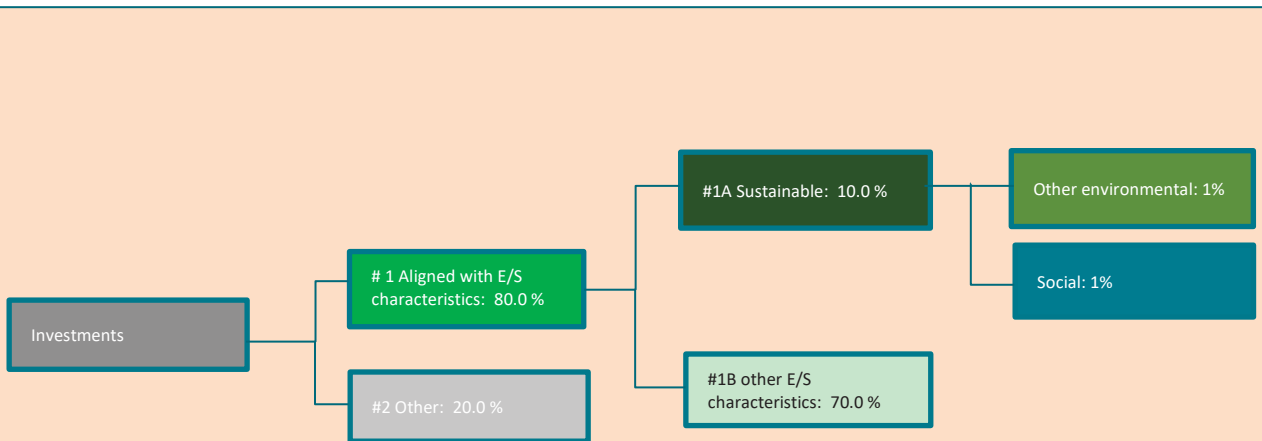 #1A Sustainable: 10.0 %
Other environmental: 1%
# 1 Aligned with E/S
characteristics: 80.0 %
Social: 1%
Investments
#1B other E/S
characteristics: 70.0 %
#2 Other: 20.0 %